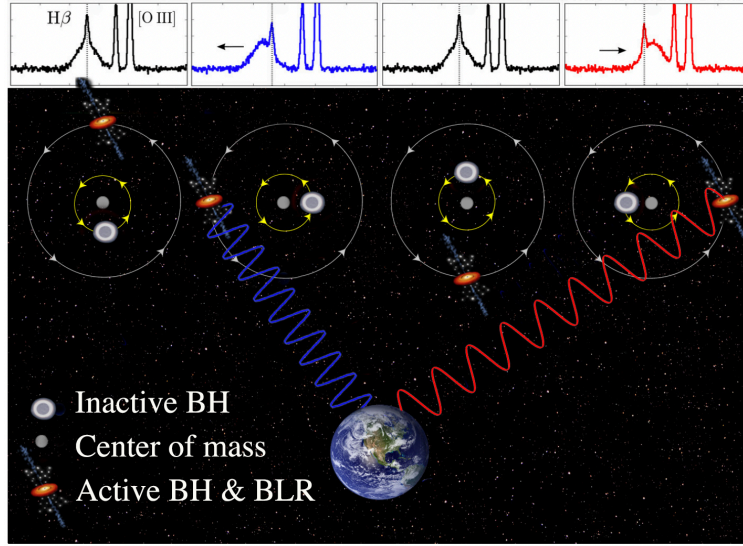 Hβ [O III]
Inactive BH
Center of mass
Active BH & BLR